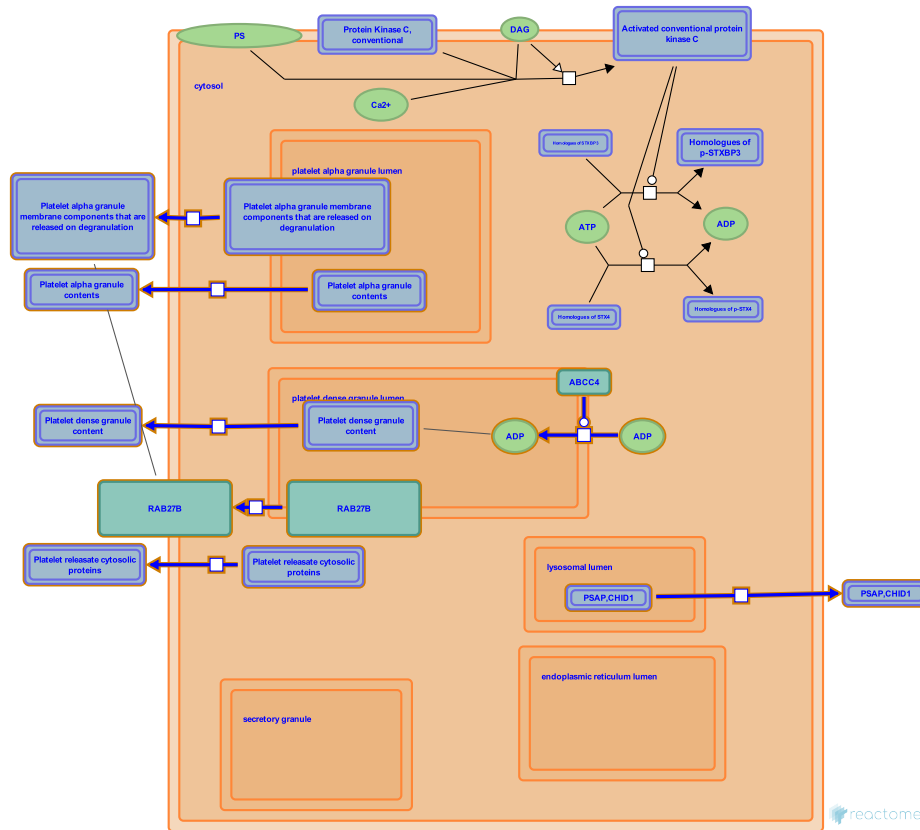 PS
Protein Kinase C,
conventional
DAG
Activated conventional protein
kinase C
cytosol
Ca2+
platelet alpha granule lumen
Homologues of STXBP3
Homologues of
p-STXBP3
Platelet alpha granule
membrane components that are
released on degranulation
Platelet alpha granule membrane
components that are released on
degranulation
ATP
ADP
Platelet alpha granule
contents
Platelet alpha granule
contents
Homologues of STX4
Homologues of p-STX4
ABCC4
platelet dense granule lumen
Platelet dense granule
content
Platelet dense granule
content
ADP
ADP
RAB27B
RAB27B
Platelet releasate cytosolic
proteins
Platelet releasate cytosolic
proteins
lysosomal lumen
PSAP,CHID1
PSAP,CHID1
endoplasmic reticulum lumen
secretory granule
reactome